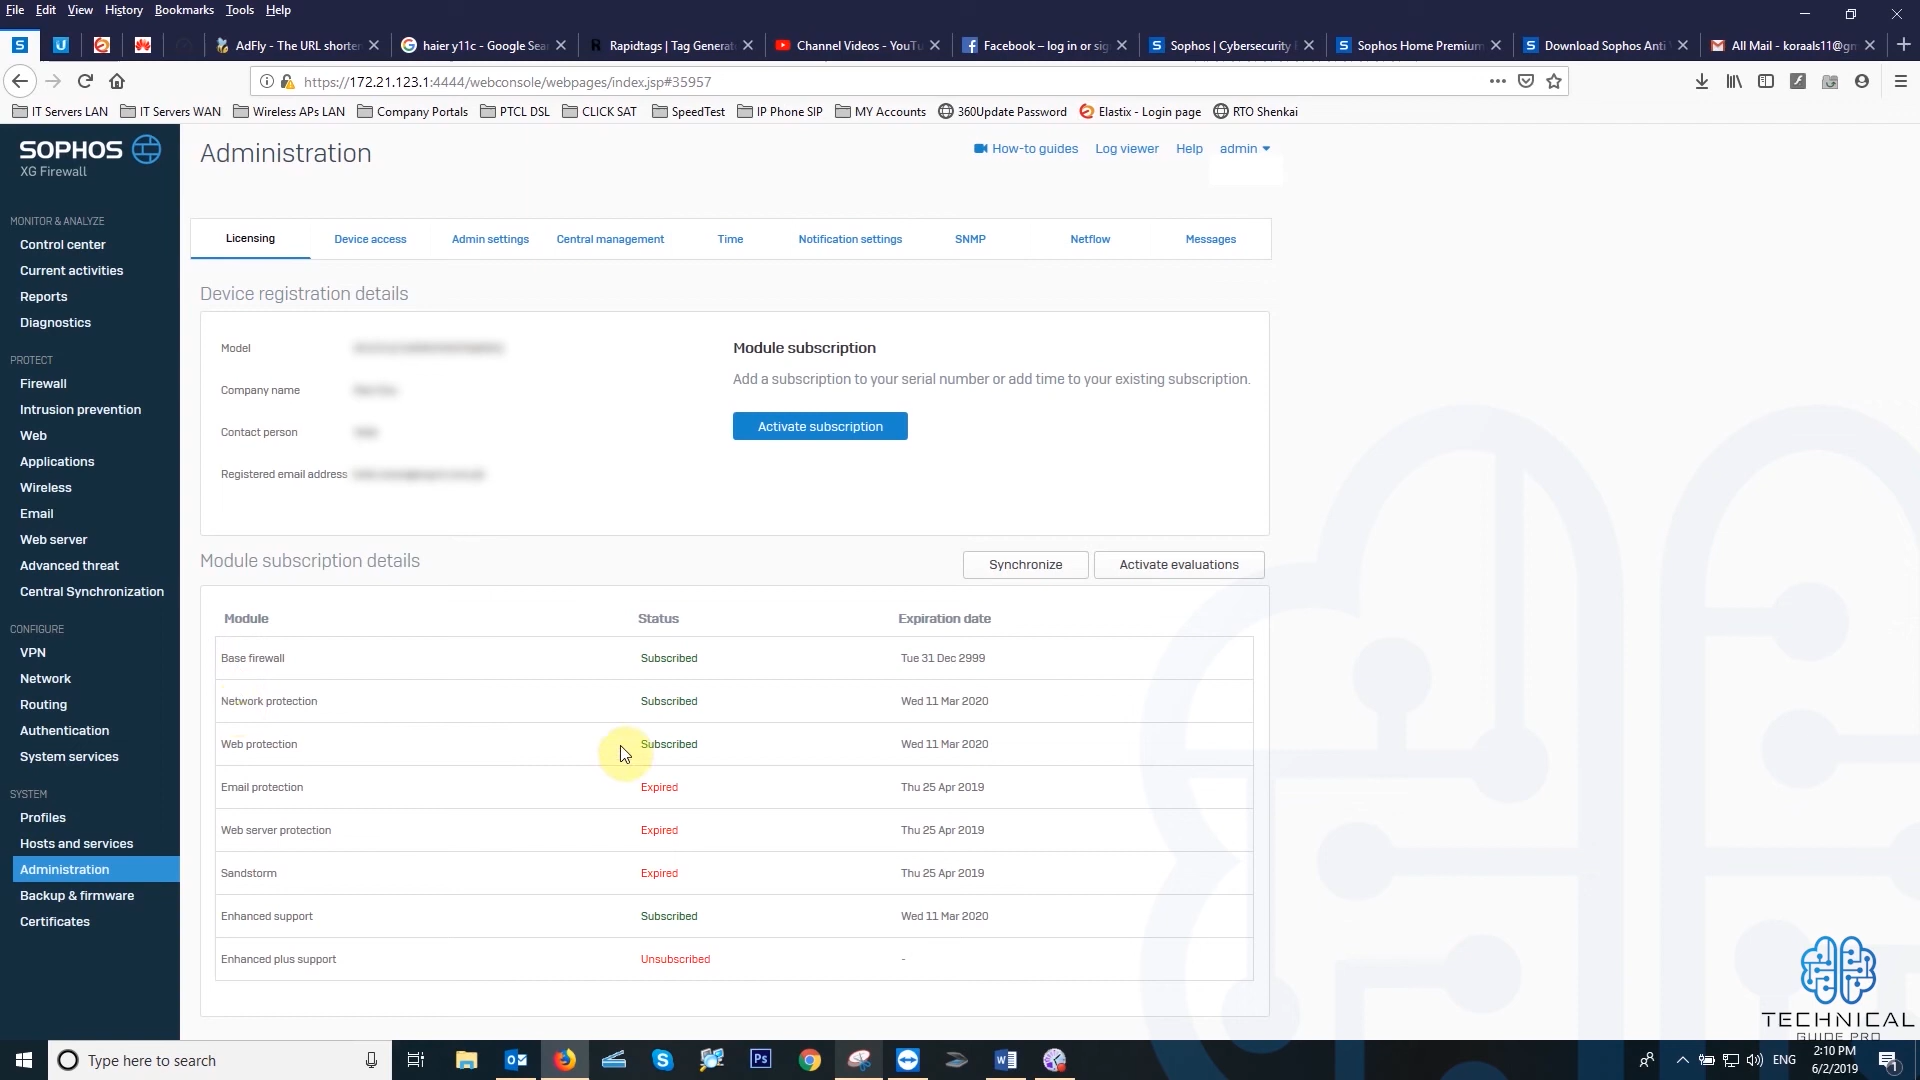 File Edit View History Bookmarks Tools Help
AdFly - The URL shorte
haier y11c - Google Sea
Rapidtags | Tag Generat
Channel Videos - YouTu
Facebook – log in or sig
Sophos | Cybersecurity
Sophos Home Premium
Download Sophos Anti
All Mail - koraals11@gm
https://172.21.123.1:4444/webconsole/webpages/index.jsp#35957
IT Servers LAN IT Servers WAN Wireless APs LAN Company Portals PTCL DSL CLICK SAT SpeedTest IP Phone SIP MY Accounts 360Update Password Elastix - Login page RTO Shenkai
SOPHOS
XG Firewall
MONITOR & ANALYZE
Control center
Current activities
Reports
Diagnostics
PROTECT
Firewall
Intrusion prevention
Web
Applications
Wireless
Email
Web server
Advanced threat
Central Synchronization
CONFIGURE
VPN
Network
Routing
Authentication
System services
SYSTEM
Profiles
Hosts and services
Administration
Backup & firmware
Certificates
Administration
How-to guides Log viewer Help admin
Licensing Device access Admin settings Central management Time Notification settings SNMP Netflow Messages
Device registration details
Model
Company name
Contact person
Registered email address
Module subscription
Add a subscription to your serial number or add time to your existing subscription.
Activate subscription
Module subscription details
Synchronize Activate evaluations
Module Status Expiration date
Base firewall Subscribed Tue 31 Dec 2999
Network protection Subscribed Wed 11 Mar 2020
Web protection Subscribed Wed 11 Mar 2020
Email protection Expired Thu 25 Apr 2019
Web server protection Expired Thu 25 Apr 2019
Sandstorm Expired Thu 25 Apr 2019
Enhanced support Subscribed Wed 11 Mar 2020
Enhanced plus support Unsubscribed -
TECHNICAL
GUIDE PRO
Type here to search
Ps
ENG
2:10 PM
6/2/2019
1